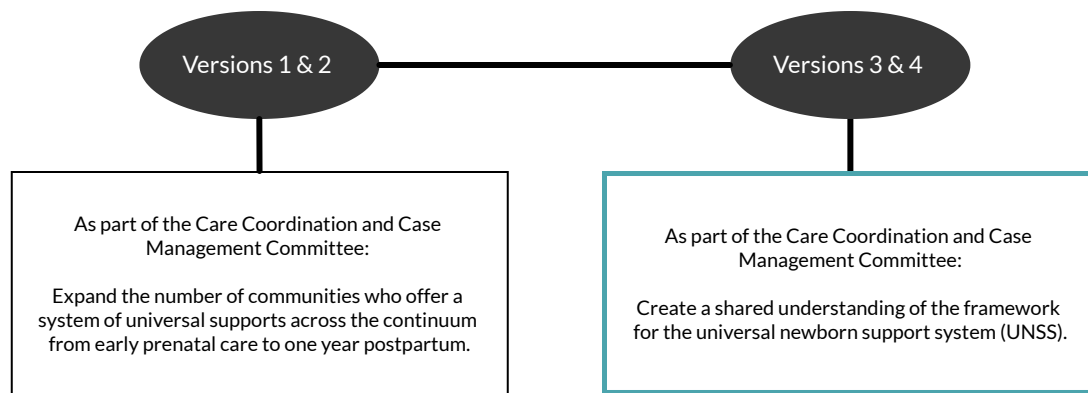 Versions 1 & 2
Versions 3 & 4
As part of the Care Coordination and Case
Management Committee:
Expand the number of communities who offer a
system of universal supports across the continuum
from early prenatal care to one year postpartum.
As part of the Care Coordination and Case
Management Committee:
Create a shared understanding of the framework
for the universal newborn support system (UNSS).